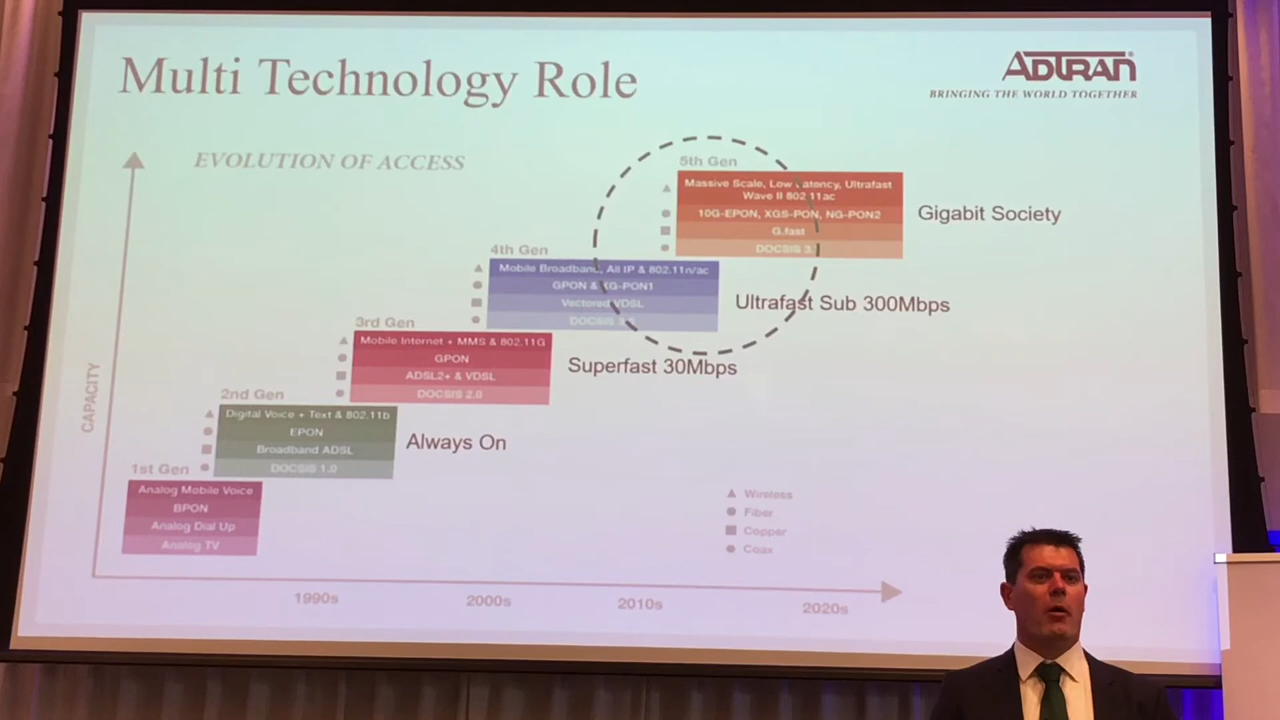 Multi Technology Role
ADTRAN®
BRINGING THE WORLD TOGETHER
EVOLUTION OF ACCESS
5th Gen
Massive Scale, Low Latency, Ultrafast
Wave II 802.11ac
10G-EPON, XGS-PON, NG-PON2
G.fast
DOCSIS 3.
Gigabit Society
4th Gen
Mobile Broadband, All IP & 802.11n/ac
GPON & XG-PON1
Vectored VDSL
DOCSIS
Ultrafast Sub 300Mbps
3rd Gen
Mobile Internet + MMS & 802.11G
GPON
ADSL2+ & VDSL
DOCSIS 2.0
Superfast 30Mbps
2nd Gen
Digital Voice + Text & 802.11b
EPON
Broadband ADSL
DOCSIS 1.0
Always On
1st Gen
Analog Mobile Voice
BPON
Analog Dial Up
Analog TV
CAPACITY
Wireless
Fiber
Copper
Coax
1990s
2000s
2010s
2020s